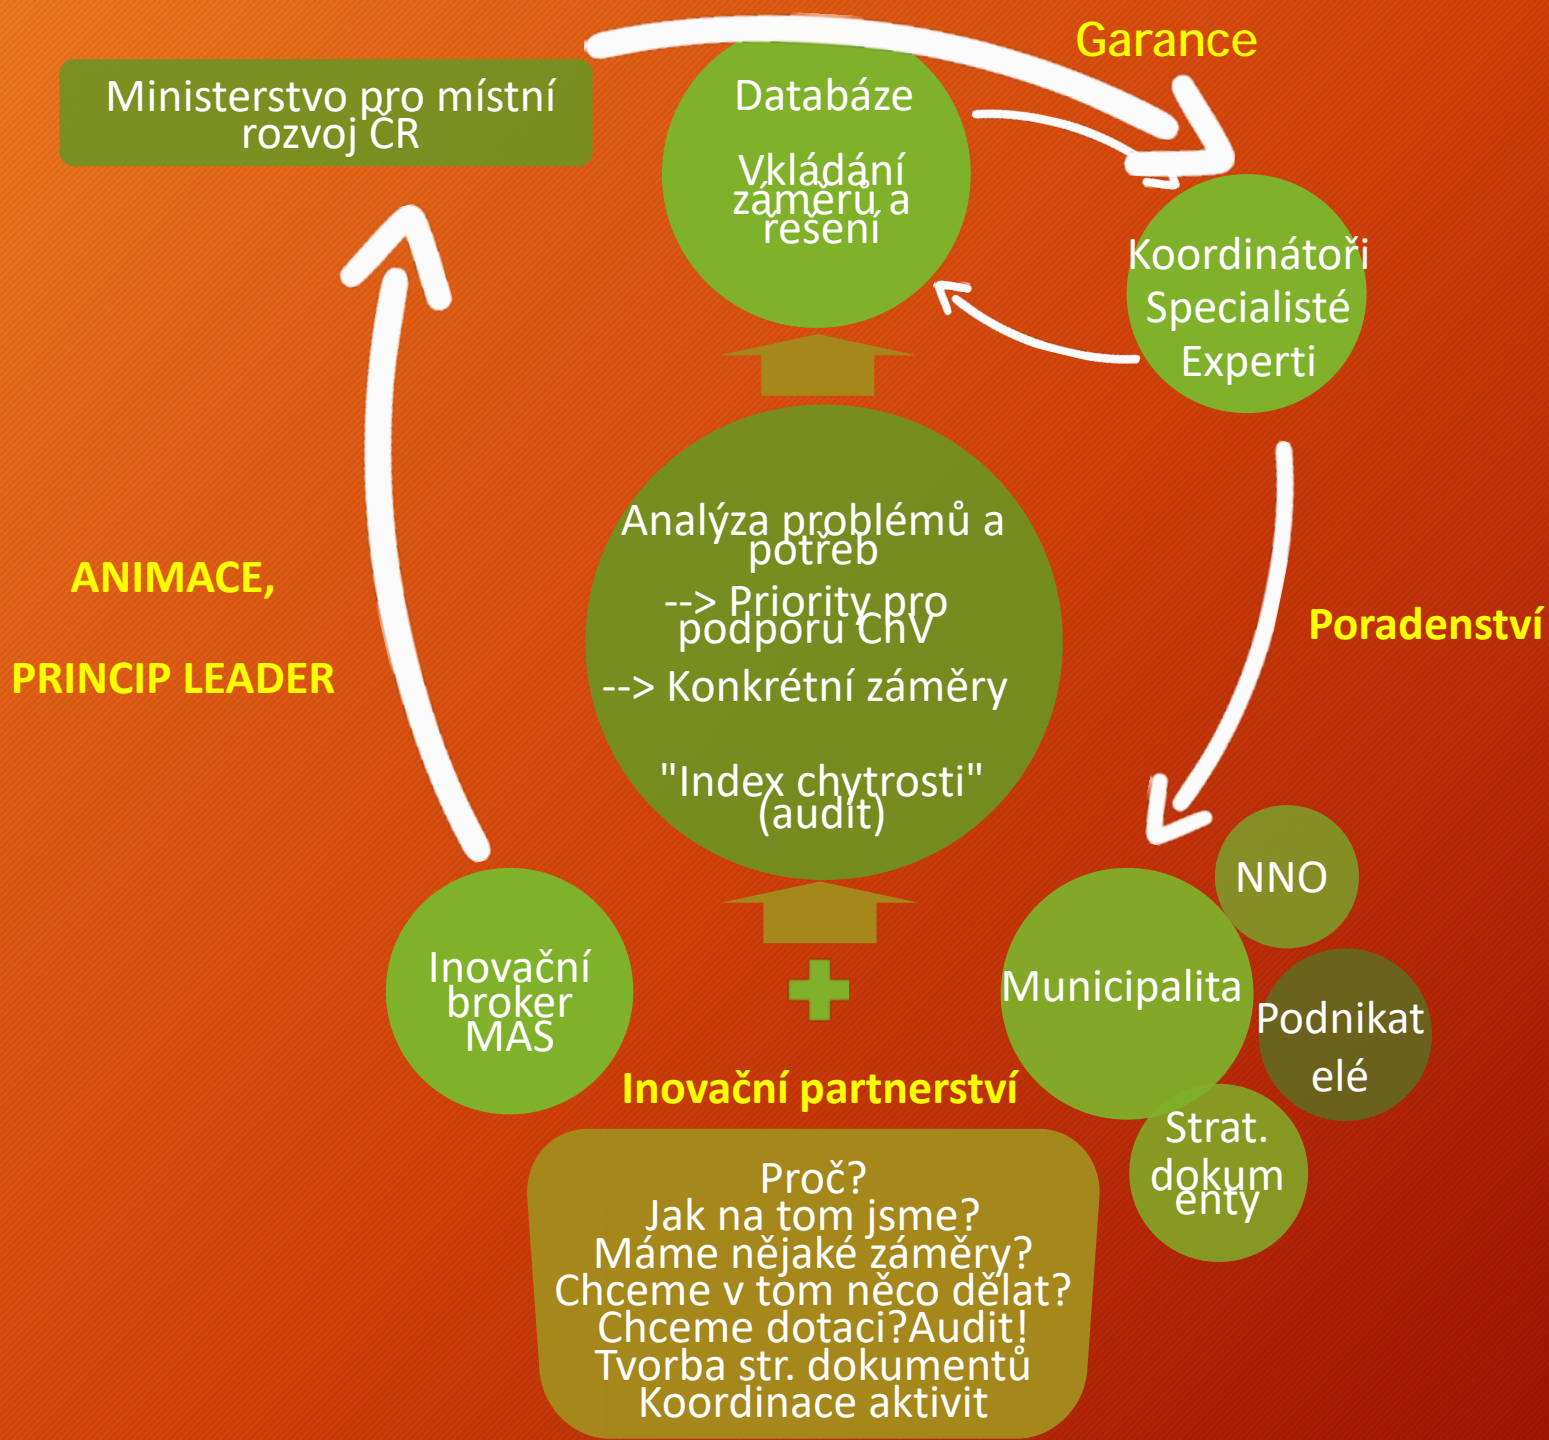 Garance
Ministerstvo pro místní
rozvoj ČR
Databáze
Vkládání
záměrů a
řešení
Koordinátoři
Specialisté
Experti
Analýza problémů a
potřeb
--> Priority pro
podporu ChV
--> Konkrétní záměry
"Index chytrosti"
(audit)
ANIMACE,
PRINCIP LEADER
Poradenství
Inovační
broker
MAS
Municipalita
NNO
Podnikat
elé
Strat.
dokum
enty
Inovační partnerství
Proč?
Jak na tom jsme?
Máme nějaké záměry?
Chceme v tom něco dělat?
Chceme dotaci?Audit!
Tvorba str. dokumentů
Koordinace aktivit